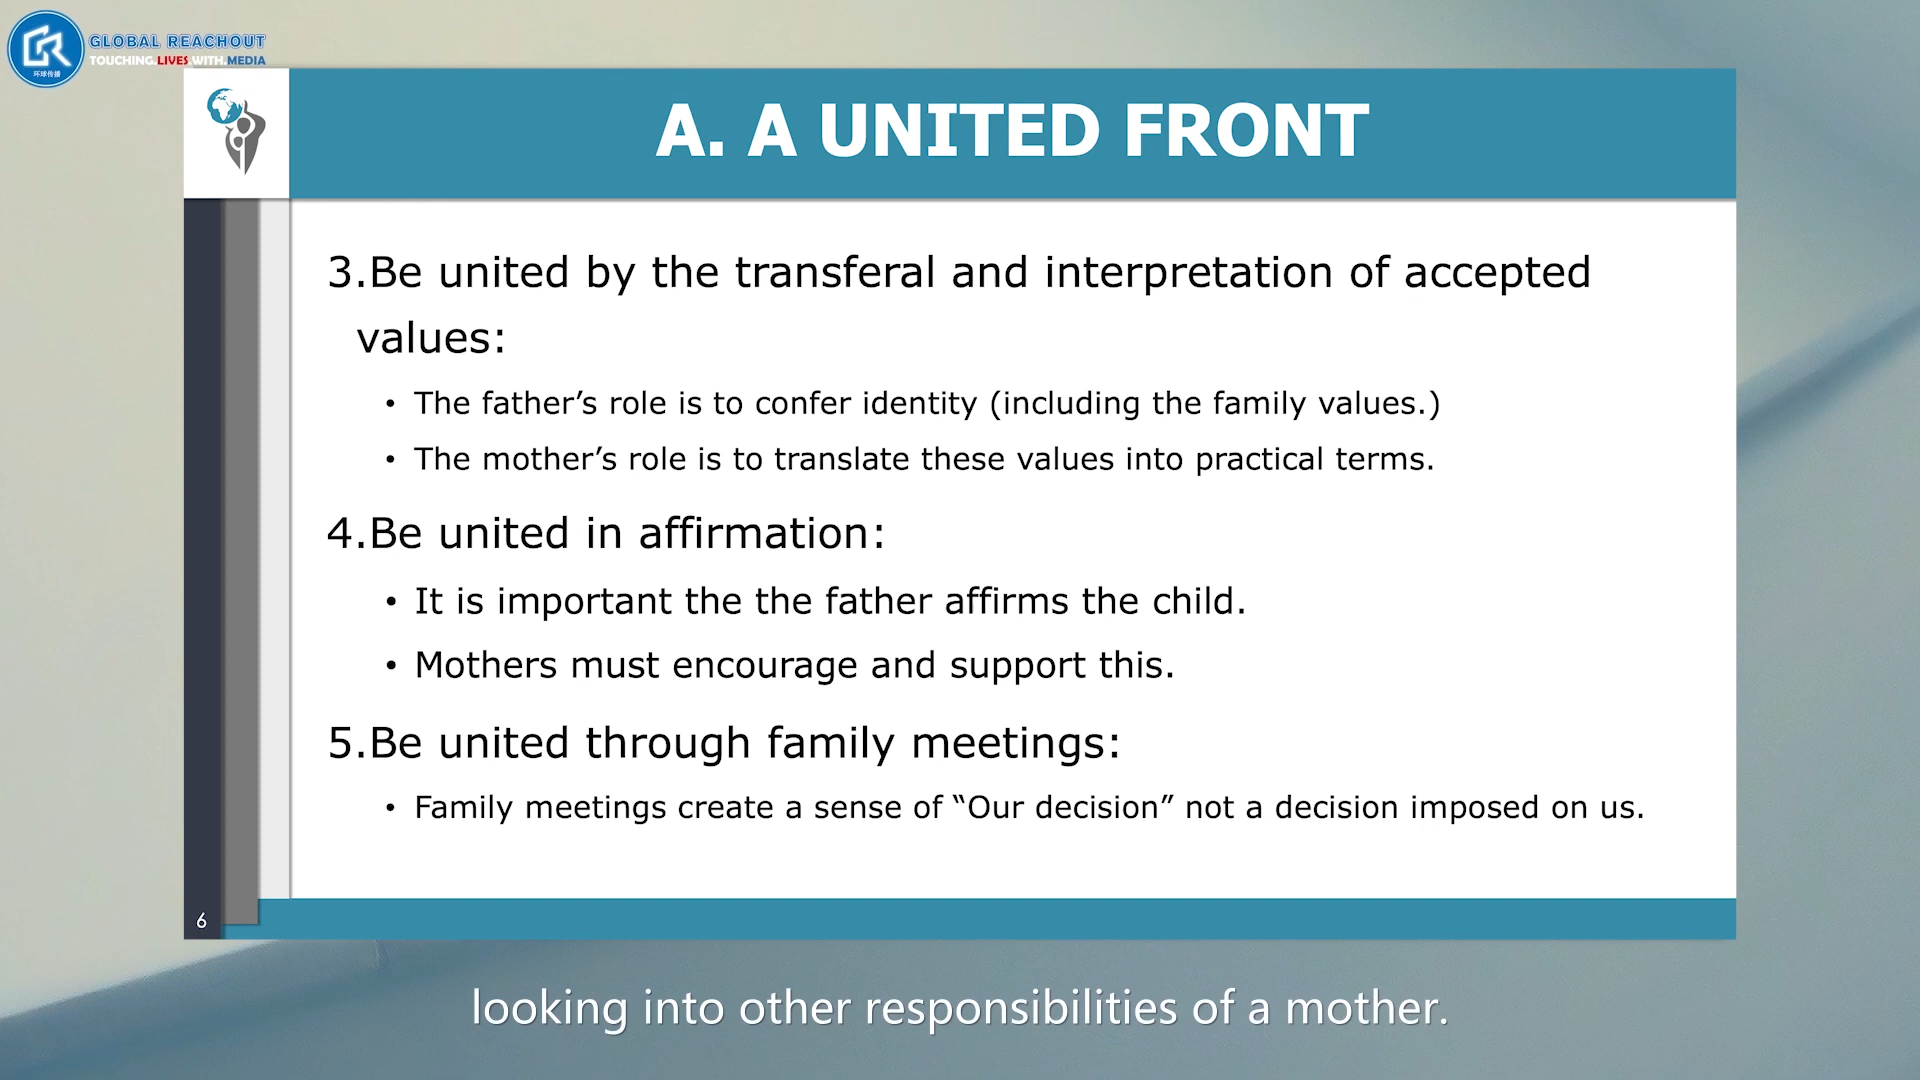 GLOBAL REACHOUT
TOUCHING.LIVES.WITH.MEDIA
环球传播
A. A UNITED FRONT
3.Be united by the transferal and interpretation of accepted
values:
• The father’s role is to confer identity (including the family values.)
• The mother’s role is to translate these values into practical terms.
4.Be united in affirmation:
• It is important the the father affirms the child.
• Mothers must encourage and support this.
5.Be united through family meetings:
• Family meetings create a sense of “Our decision” not a decision imposed on us.
6
looking into other responsibilities of a mother.